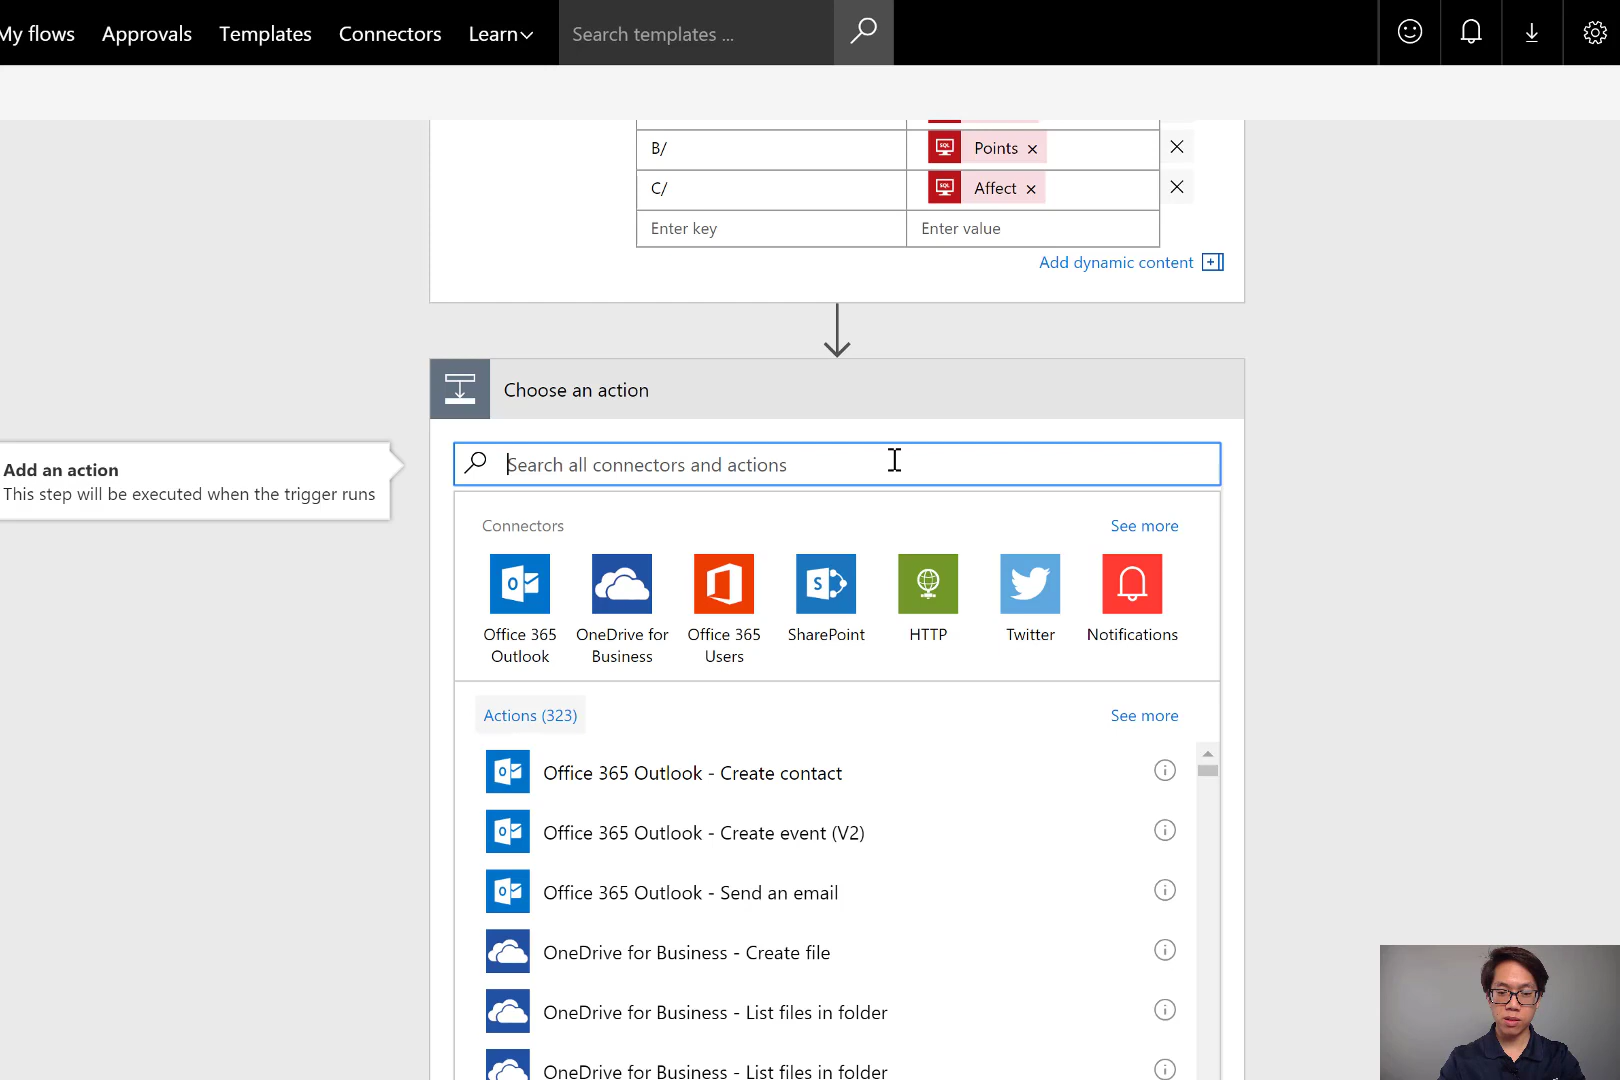 My flows Approvals Templates Connectors Learn Search templates ...
B/ SQL Points ×
C/ SQL Affect ×
Enter key Enter value
Add dynamic content
Choose an action
Add an action
This step will be executed when the trigger runs
Search all connectors and actions
Connectors See more
Office 365 Outlook
OneDrive for Business
Office 365 Users
SharePoint
HTTP
Twitter
Notifications
Actions (323) See more
Office 365 Outlook - Create contact
Office 365 Outlook - Create event (V2)
Office 365 Outlook - Send an email
OneDrive for Business - Create file
OneDrive for Business - List files in folder
OneDrive for Business - List files in folder